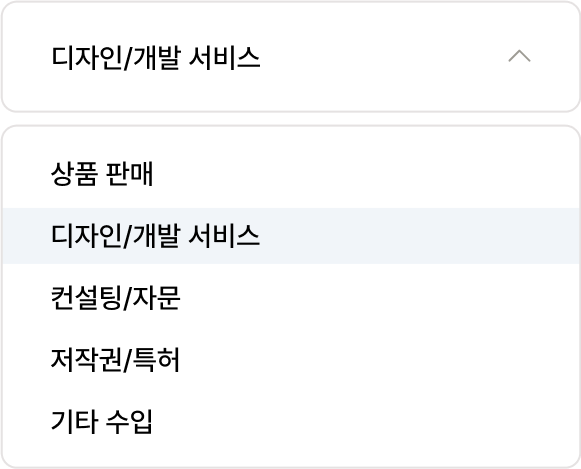 디자인/개발 서비스
상품 판매
디자인/개발 서비스
컨설팅/자문
저작권/특허
기타 수입